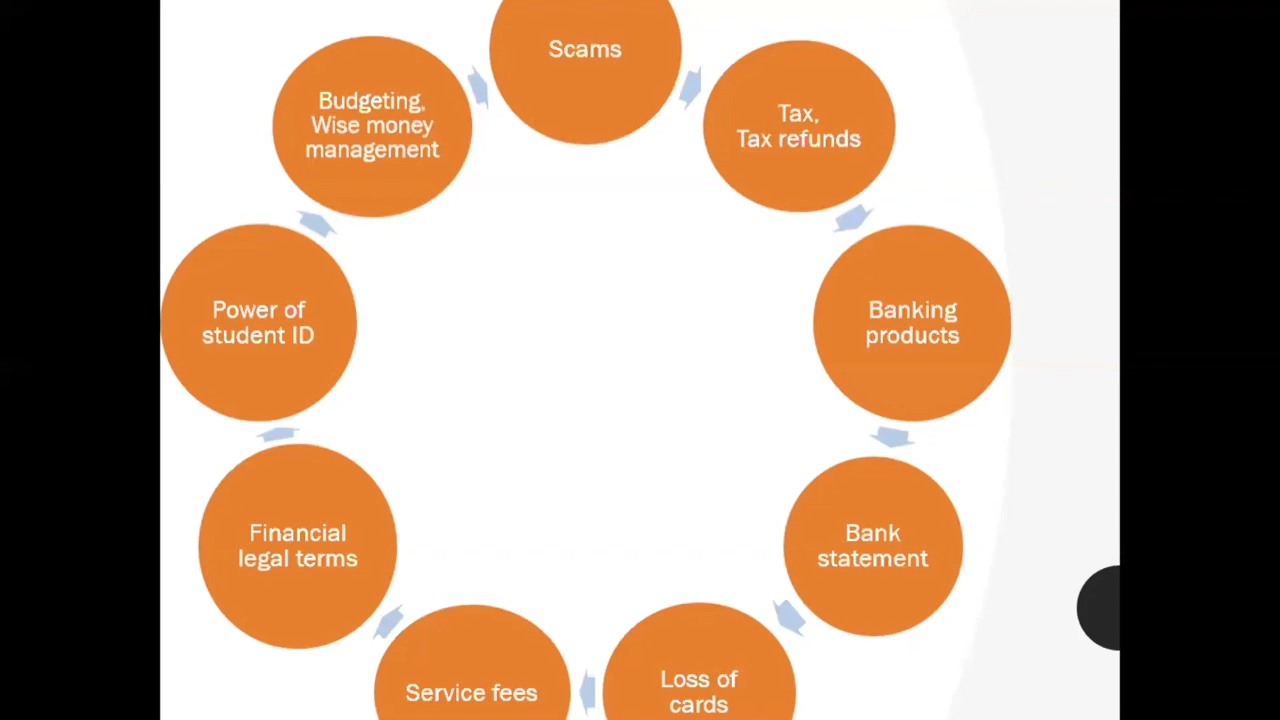 Scams
Tax,
Tax refunds
Banking
products
Bank
statement
Loss of
cards
Service fees
Financial
legal terms
Power of
student ID
Budgeting,
Wise money
management